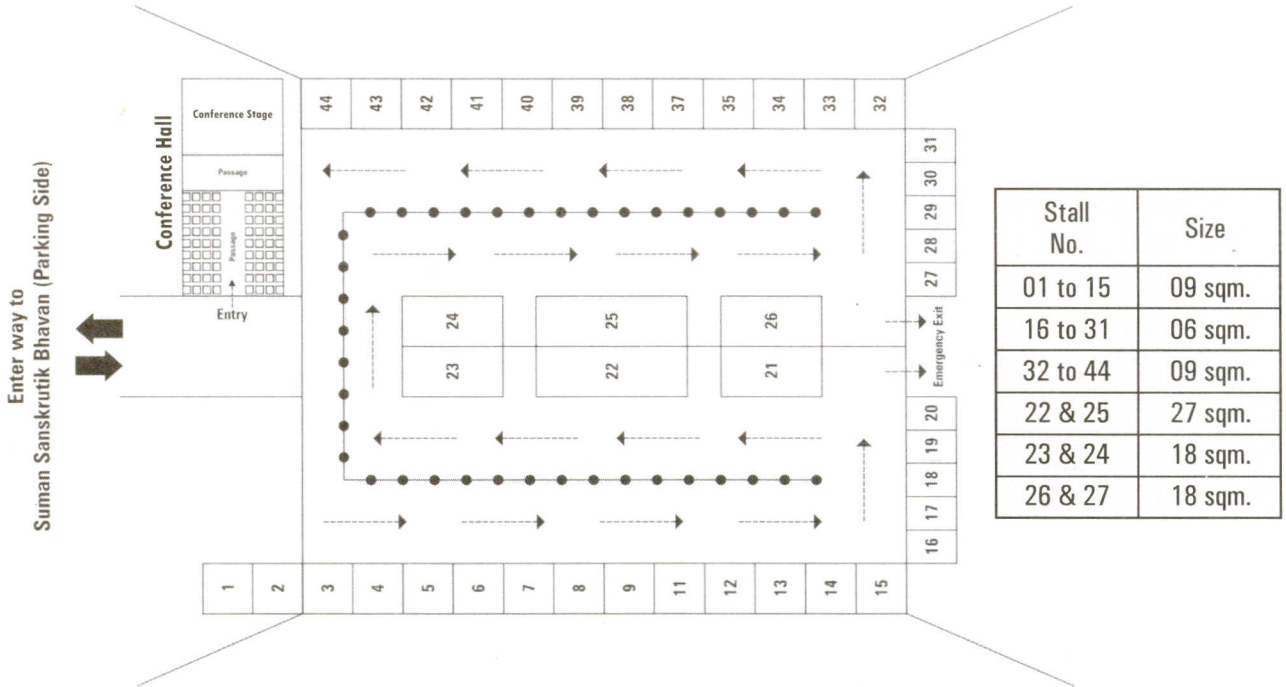 Enter way to
Suman Sanskrutik Bhavan (Parking Side)
Conference Hall
Conference Stage
Passage
Passage
Entry
44
43
42
41
40
39
38
37
35
34
33
32
31
30
29
28
27
24
25
26
23
22
21
Emergency Exit
20
19
18
17
16
1
2
3
4
5
6
7
8
9
11
12
13
14
15
Stall No. Size
01 to 15 09 sqm.
16 to 31 06 sqm.
32 to 44 09 sqm.
22 & 25 27 sqm.
23 & 24 18 sqm.
26 & 27 18 sqm.